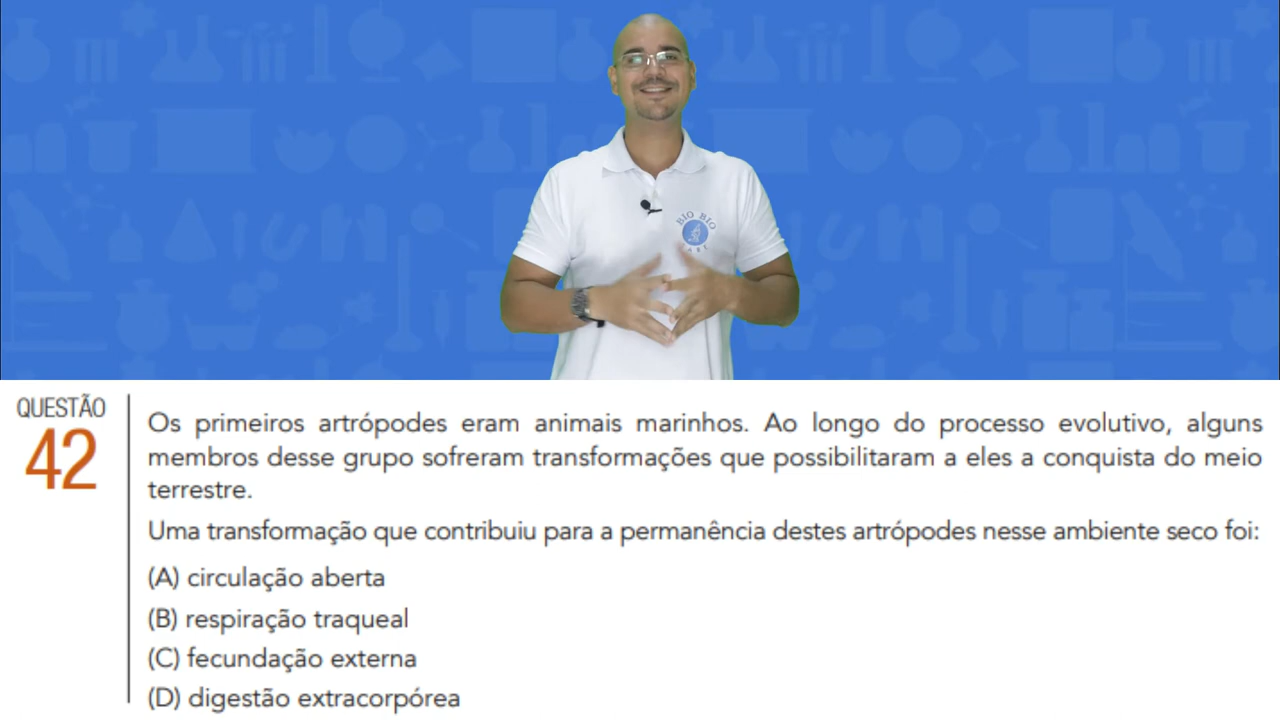 BIO BIO
QUESTÃO
42
Os primeiros artrópodes eram animais marinhos. Ao longo do processo evolutivo, alguns
membros desse grupo sofreram transformações que possibilitaram a eles a conquista do meio
terrestre.
Uma transformação que contribuiu para a permanência destes artrópodes nesse ambiente seco foi:
(A) circulação aberta
(B) respiração traqueal
(C) fecundação externa
(D) digestão extracorpórea